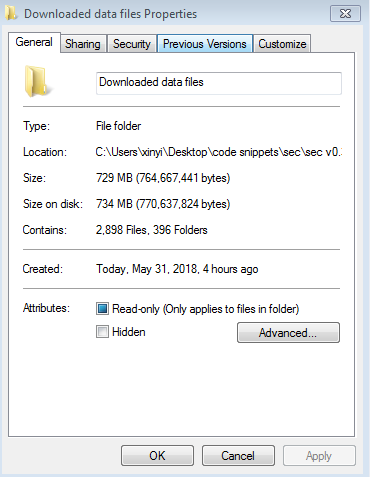 Downloaded data files Properties
General Sharing Security Previous Versions Customize
Downloaded data files
Type: File folder
Location: C:\Users\xinyi\Desktop\code snippets\sec\sec v0.
Size: 729 MB (764,667,441 bytes)
Size on disk: 734 MB (770,637,824 bytes)
Contains: 2,898 Files, 396 Folders
Created: Today, May 31, 2018, 4 hours ago
Attributes: Read-only (Only applies to files in folder)
Hidden Advanced...
OK Cancel Apply